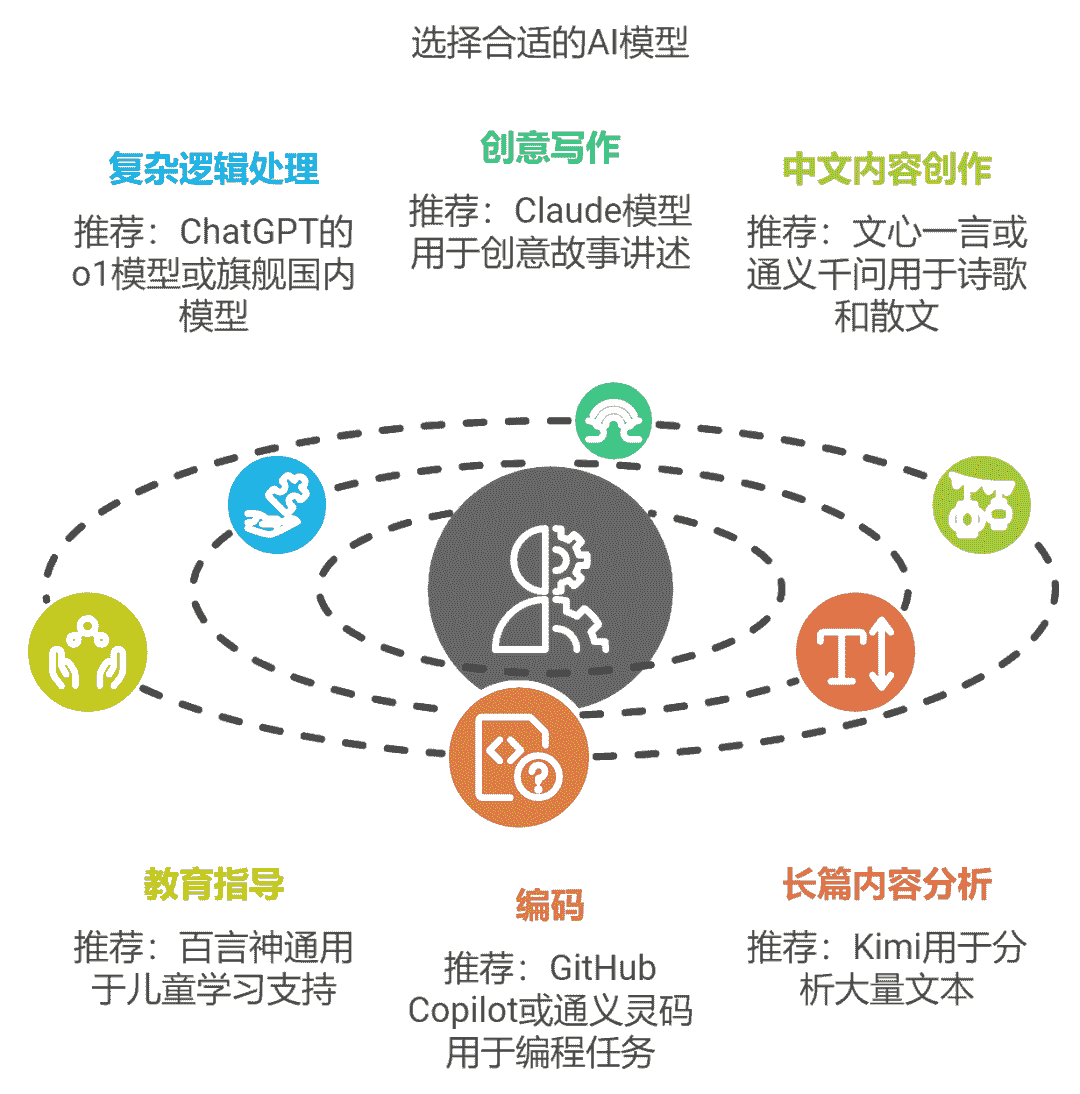 选择合适的AI模型
复杂逻辑处理
推荐：ChatGPT的
o1模型或旗舰国内
模型
创意写作
推荐：Claude模型
用于创意故事讲述
中文内容创作
推荐：文心一言或
通义千问用于诗歌
和散文
T
教育指导
推荐：百言神通用
于儿童学习支持
编码
推荐：GitHub
Copilot或通义灵码
用于编程任务
长篇内容分析
推荐：Kimi用于分
析大量文本